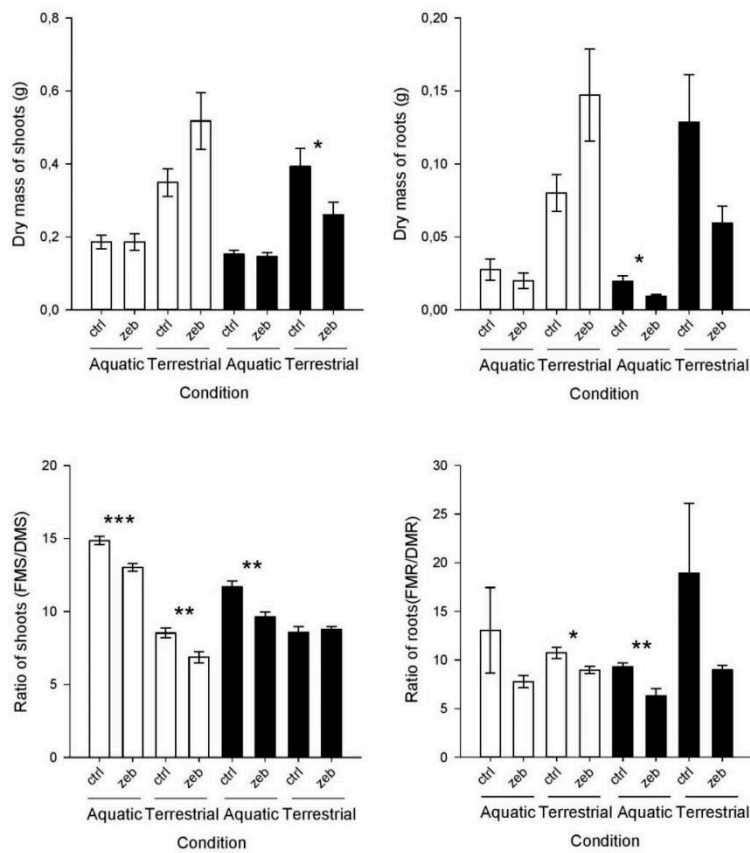 Dry mass of shoots (g)
0,8
0,6
0,4
0,2
0,0
*
ctrl zeb ctrl zeb ctrl zeb ctrl zeb
Aquatic Terrestrial Aquatic Terrestrial
Condition
Dry mass of roots (g)
0,20
0,15
0,10
0,05
0,00
*
ctrl zeb ctrl zeb ctrl zeb ctrl zeb
Aquatic Terrestrial Aquatic Terrestrial
Condition
Ratio of shoots (FMS/DMS)
20
15
10
5
0
***
**
**
ctrl zeb ctrl zeb ctrl zeb ctrl zeb
Aquatic Terrestrial Aquatic Terrestrial
Condition
Ratio of roots(FMR/DMR)
30
25
20
15
10
5
0
*
**
ctrl zeb ctrl zeb ctrl zeb ctrl zeb
Aquatic Terrestrial Aquatic Terrestrial
Condition